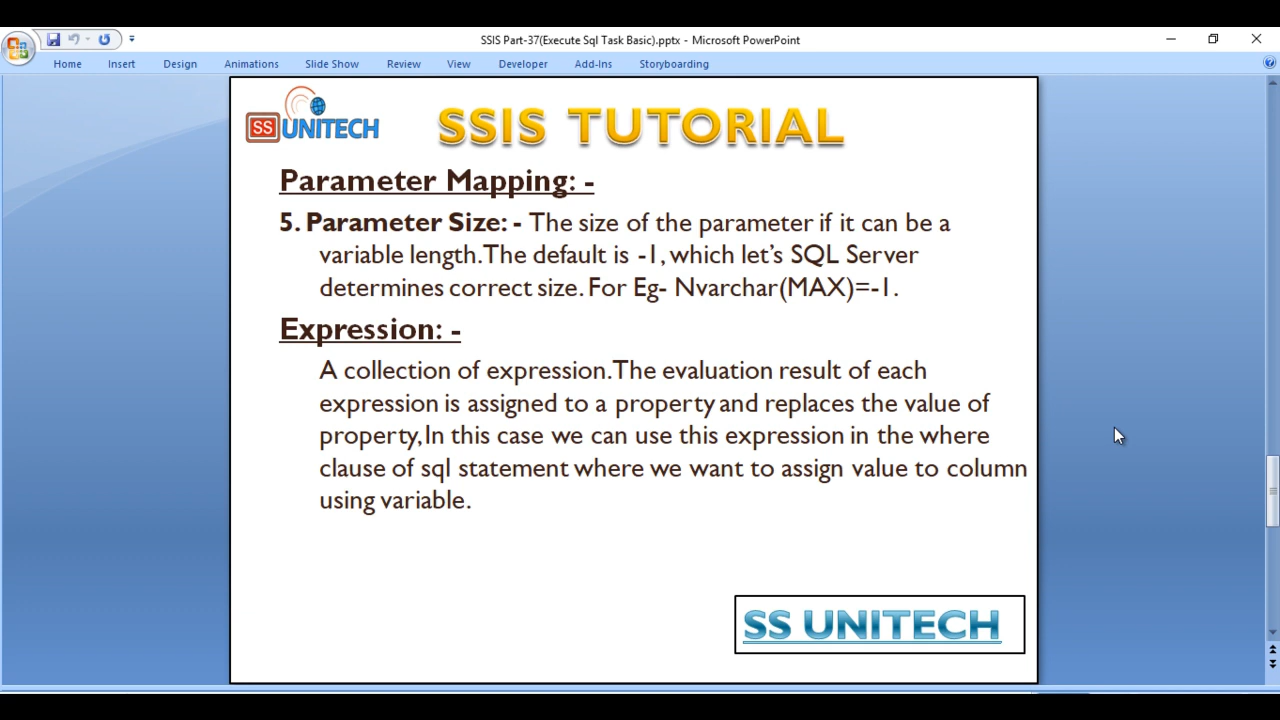 SSIS Part-37(Execute Sql Task Basic).pptx - Microsoft PowerPoint
Home Insert Design Animations Slide Show Review View Developer Add-Ins Storyboarding
SS UNITECH
SSIS TUTORIAL
Parameter Mapping: -
5. Parameter Size: - The size of the parameter if it can be a
variable length.The default is -1, which let's SQL Server
determines correct size. For Eg- Nvarchar(MAX)=-1.
Expression: -
A collection of expression.The evaluation result of each
expression is assigned to a property and replaces the value of
property,In this case we can use this expression in the where
clause of sql statement where we want to assign value to column
using variable.
SS UNITECH